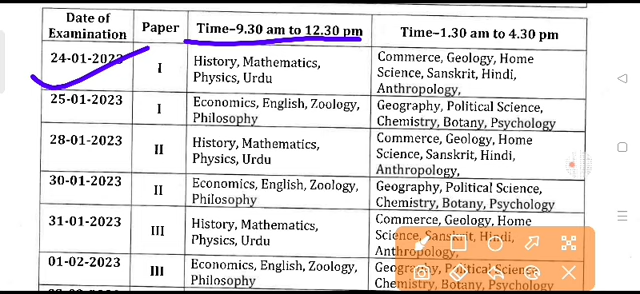 Date of Examination
Paper
Time–9.30 am to 12.30 pm
Time–1.30 am to 4.30 pm
24-01-2023
I
History, Mathematics,
Physics, Urdu
Commerce, Geology, Home
Science, Sanskrit, Hindi,
Anthropology,
25-01-2023
I
Economics, English, Zoology,
Philosophy
Geography, Political Science,
Chemistry, Botany, Psychology
28-01-2023
II
History, Mathematics,
Physics, Urdu
Commerce, Geology, Home
Science, Sanskrit, Hindi,
Anthropology,
30-01-2023
II
Economics, English, Zoology,
Philosophy
Geography, Political Science,
Chemistry, Botany, Psychology
31-01-2023
III
History, Mathematics,
Physics, Urdu
Commerce, Geology, Home
Science, Sanskrit, Hindi,
Anthropology,
01-02-2023
III
Economics, English, Zoology,
Philosophy
Geography, Political Science